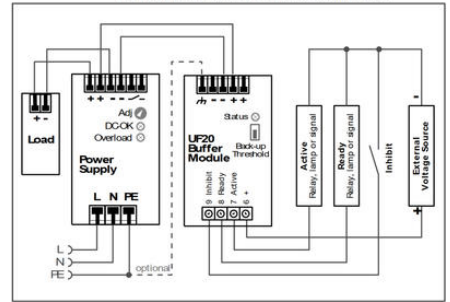 + -
Load
+ + - -
Adj
DC-OK
Overload
Power
Supply
L N PE
L
N
PE
optional
- - + +
Status
UF20
Buffer
Module
Back-up
Threshold
9 Inhibit
8 Ready
7 Active
6 +
Active
Relay, lamp or signal
Ready
Relay, lamp or signal
Inhibit
-
External
Voltage Source
+